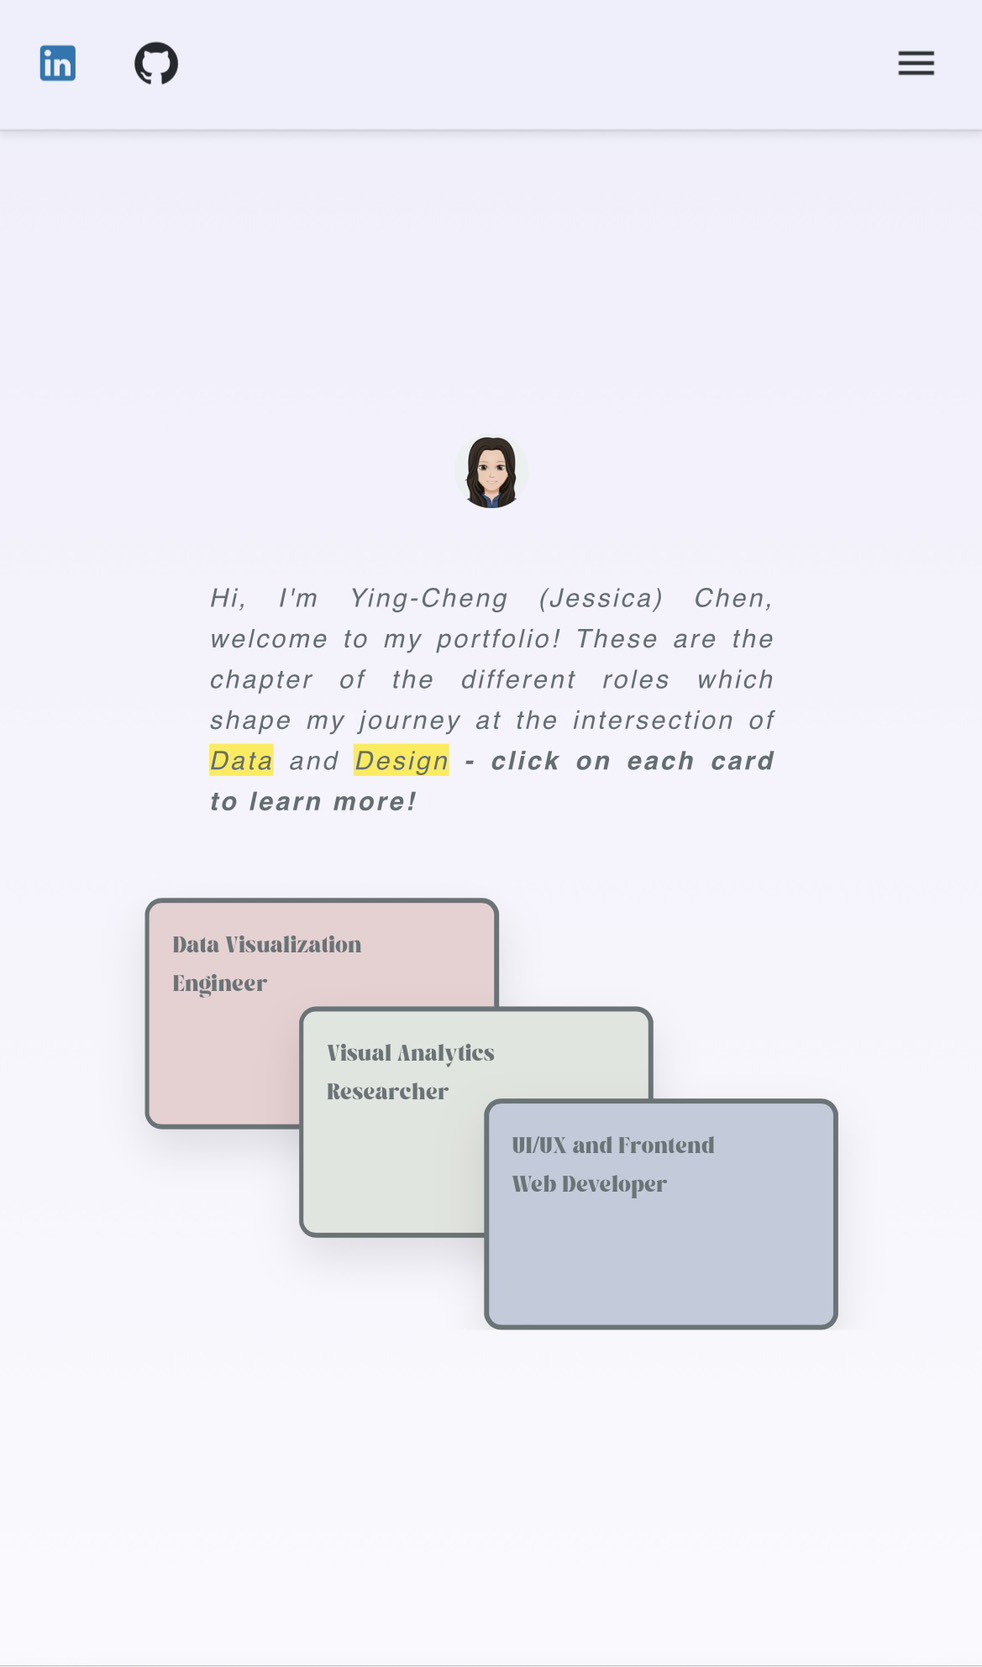 in
Hi, I'm Ying-Cheng (Jessica) Chen,
welcome to my portfolio! These are the
chapter of the different roles which
shape my journey at the intersection of
Data and Design - click on each card
to learn more!
Data Visualization
Engineer
Visual Analytics
Researcher
UI/UX and Frontend
Web Developer